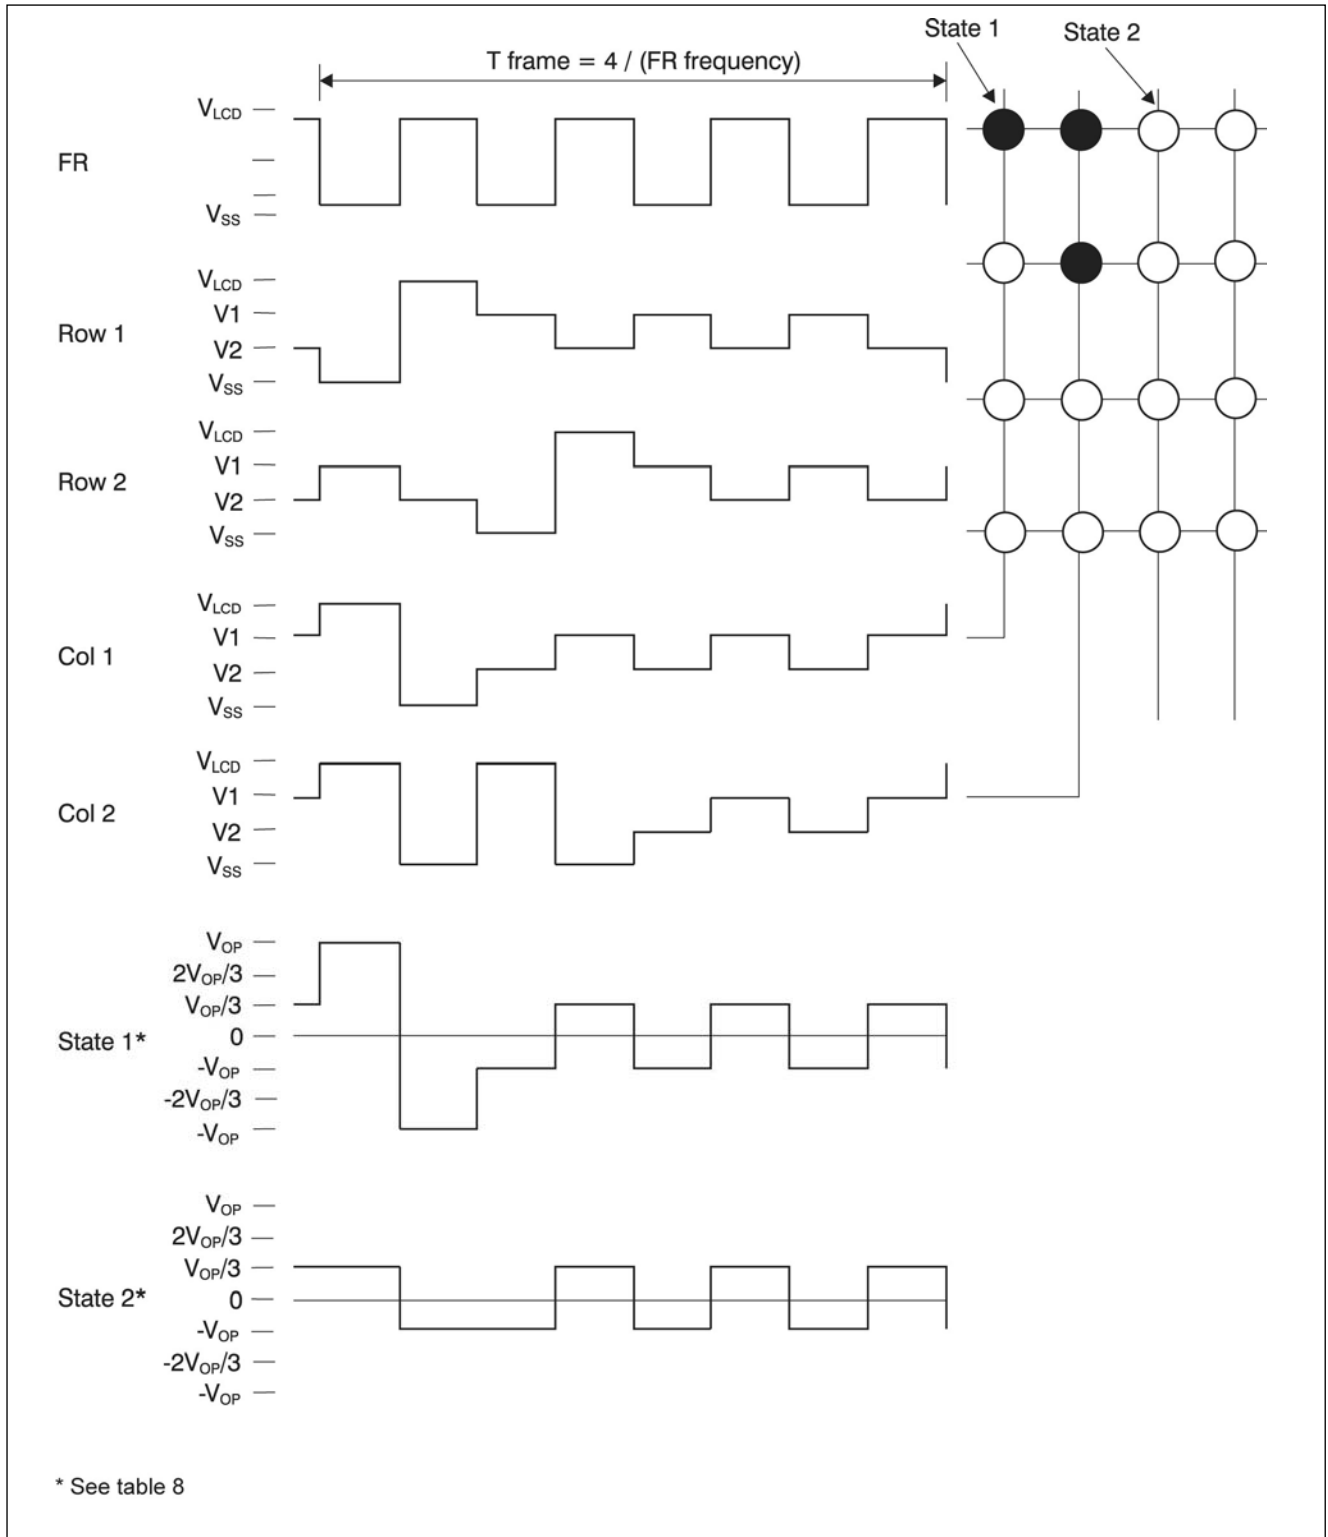 State 1
State 2
T frame = 4 / (FR frequency)
VLCD
FR
VSS
VLCD
V1
Row 1
V2
VSS
VLCD
V1
Row 2
V2
VSS
VLCD
V1
Col 1
V2
VSS
VLCD
V1
Col 2
V2
VSS
VOP
2VOP/3
VOP/3
State 1*
0
-VOP
-2VOP/3
-VOP
VOP
2VOP/3
VOP/3
State 2*
0
-VOP
-2VOP/3
-VOP
* See table 8